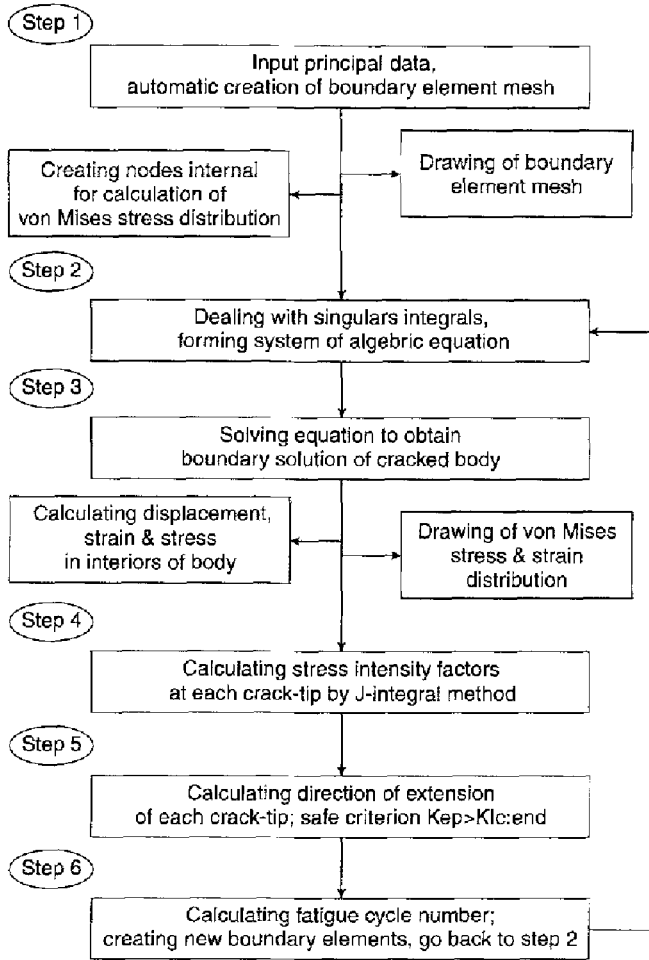 Step 1
Input principal data,
automatic creation of boundary element mesh
Creating nodes internal
for calculation of
von Mises stress distribution
Drawing of boundary
element mesh
Step 2
Dealing with singulars integrals,
forming system of algebric equation
Step 3
Solving equation to obtain
boundary solution of cracked body
Calculating displacement,
strain & stress
in interiors of body
Drawing of von Mises
stress & strain
distribution
Step 4
Calculating stress intensity factors
at each crack-tip by J-integral method
Step 5
Calculating direction of extension
of each crack-tip; safe criterion Kep>KIc:end
Step 6
Calculating fatigue cycle number;
creating new boundary elements, go back to step 2